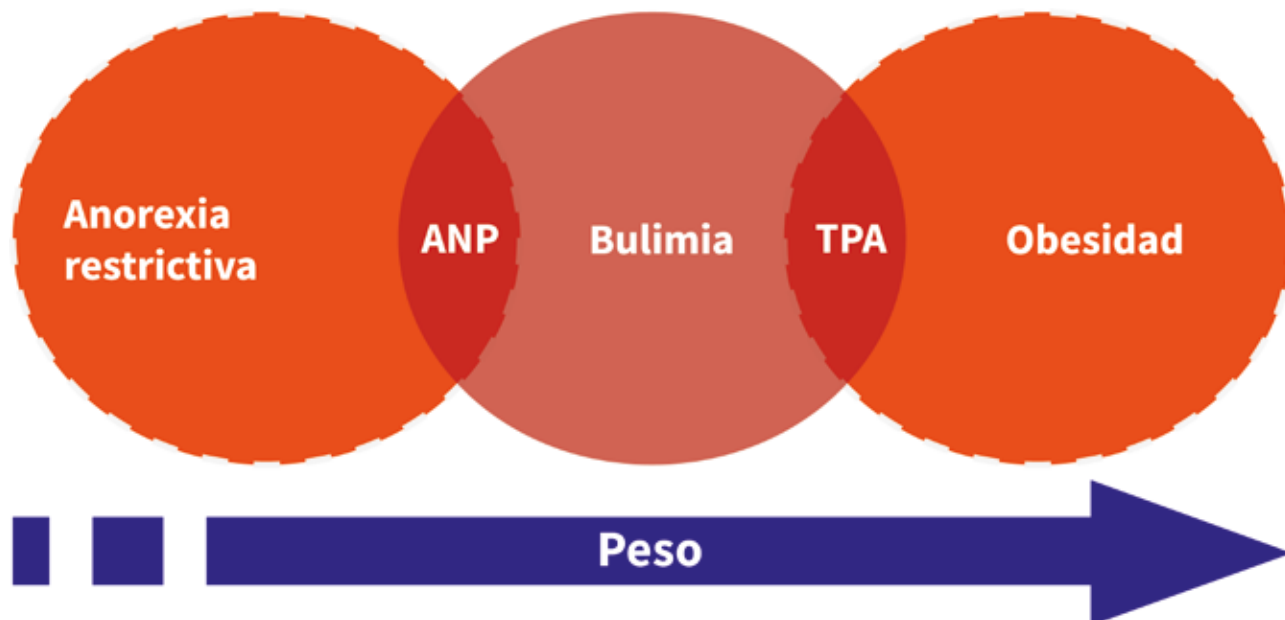 Anorexia
restrictiva
ANP
Bulimia
TPA
Obesidad
Peso